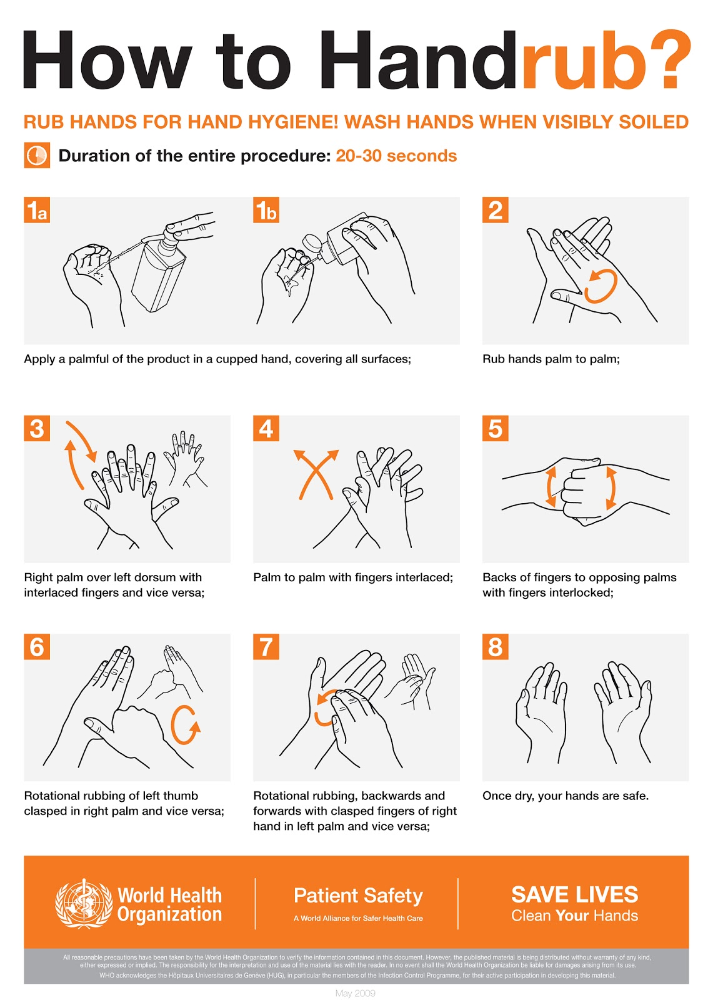 How to Handrub?
RUB HANDS FOR HAND HYGIENE! WASH HANDS WHEN VISIBLY SOILED
Duration of the entire procedure: 20-30 seconds
1a
1b
Apply a palmful of the product in a cupped hand, covering all surfaces;
2
Rub hands palm to palm;
3
Right palm over left dorsum with
interlaced fingers and vice versa;
4
Palm to palm with fingers interlaced;
5
Backs of fingers to opposing palms
with fingers interlocked;
6
Rotational rubbing of left thumb
clasped in right palm and vice versa;
7
Rotational rubbing, backwards and
forwards with clasped fingers of right
hand in left palm and vice versa;
8
Once dry, your hands are safe.
World Health
Organization
Patient Safety
A World Alliance for Safer Health Care
SAVE LIVES
Clean Your Hands
All reasonable precautions have been taken by the World Health Organization to verify the information contained in this document. However, the published material is being distributed without warranty of any kind,
either expressed or implied. The responsibility for the interpretation and use of the material lies with the reader. In no event shall the World Health Organization be liable for damages arising from its use.
WHO acknowledges the Hôpitaux Universitaires de Genève (HUG), in particular the members of the Infection Control Programme, for their active participation in developing this material.
May 2009